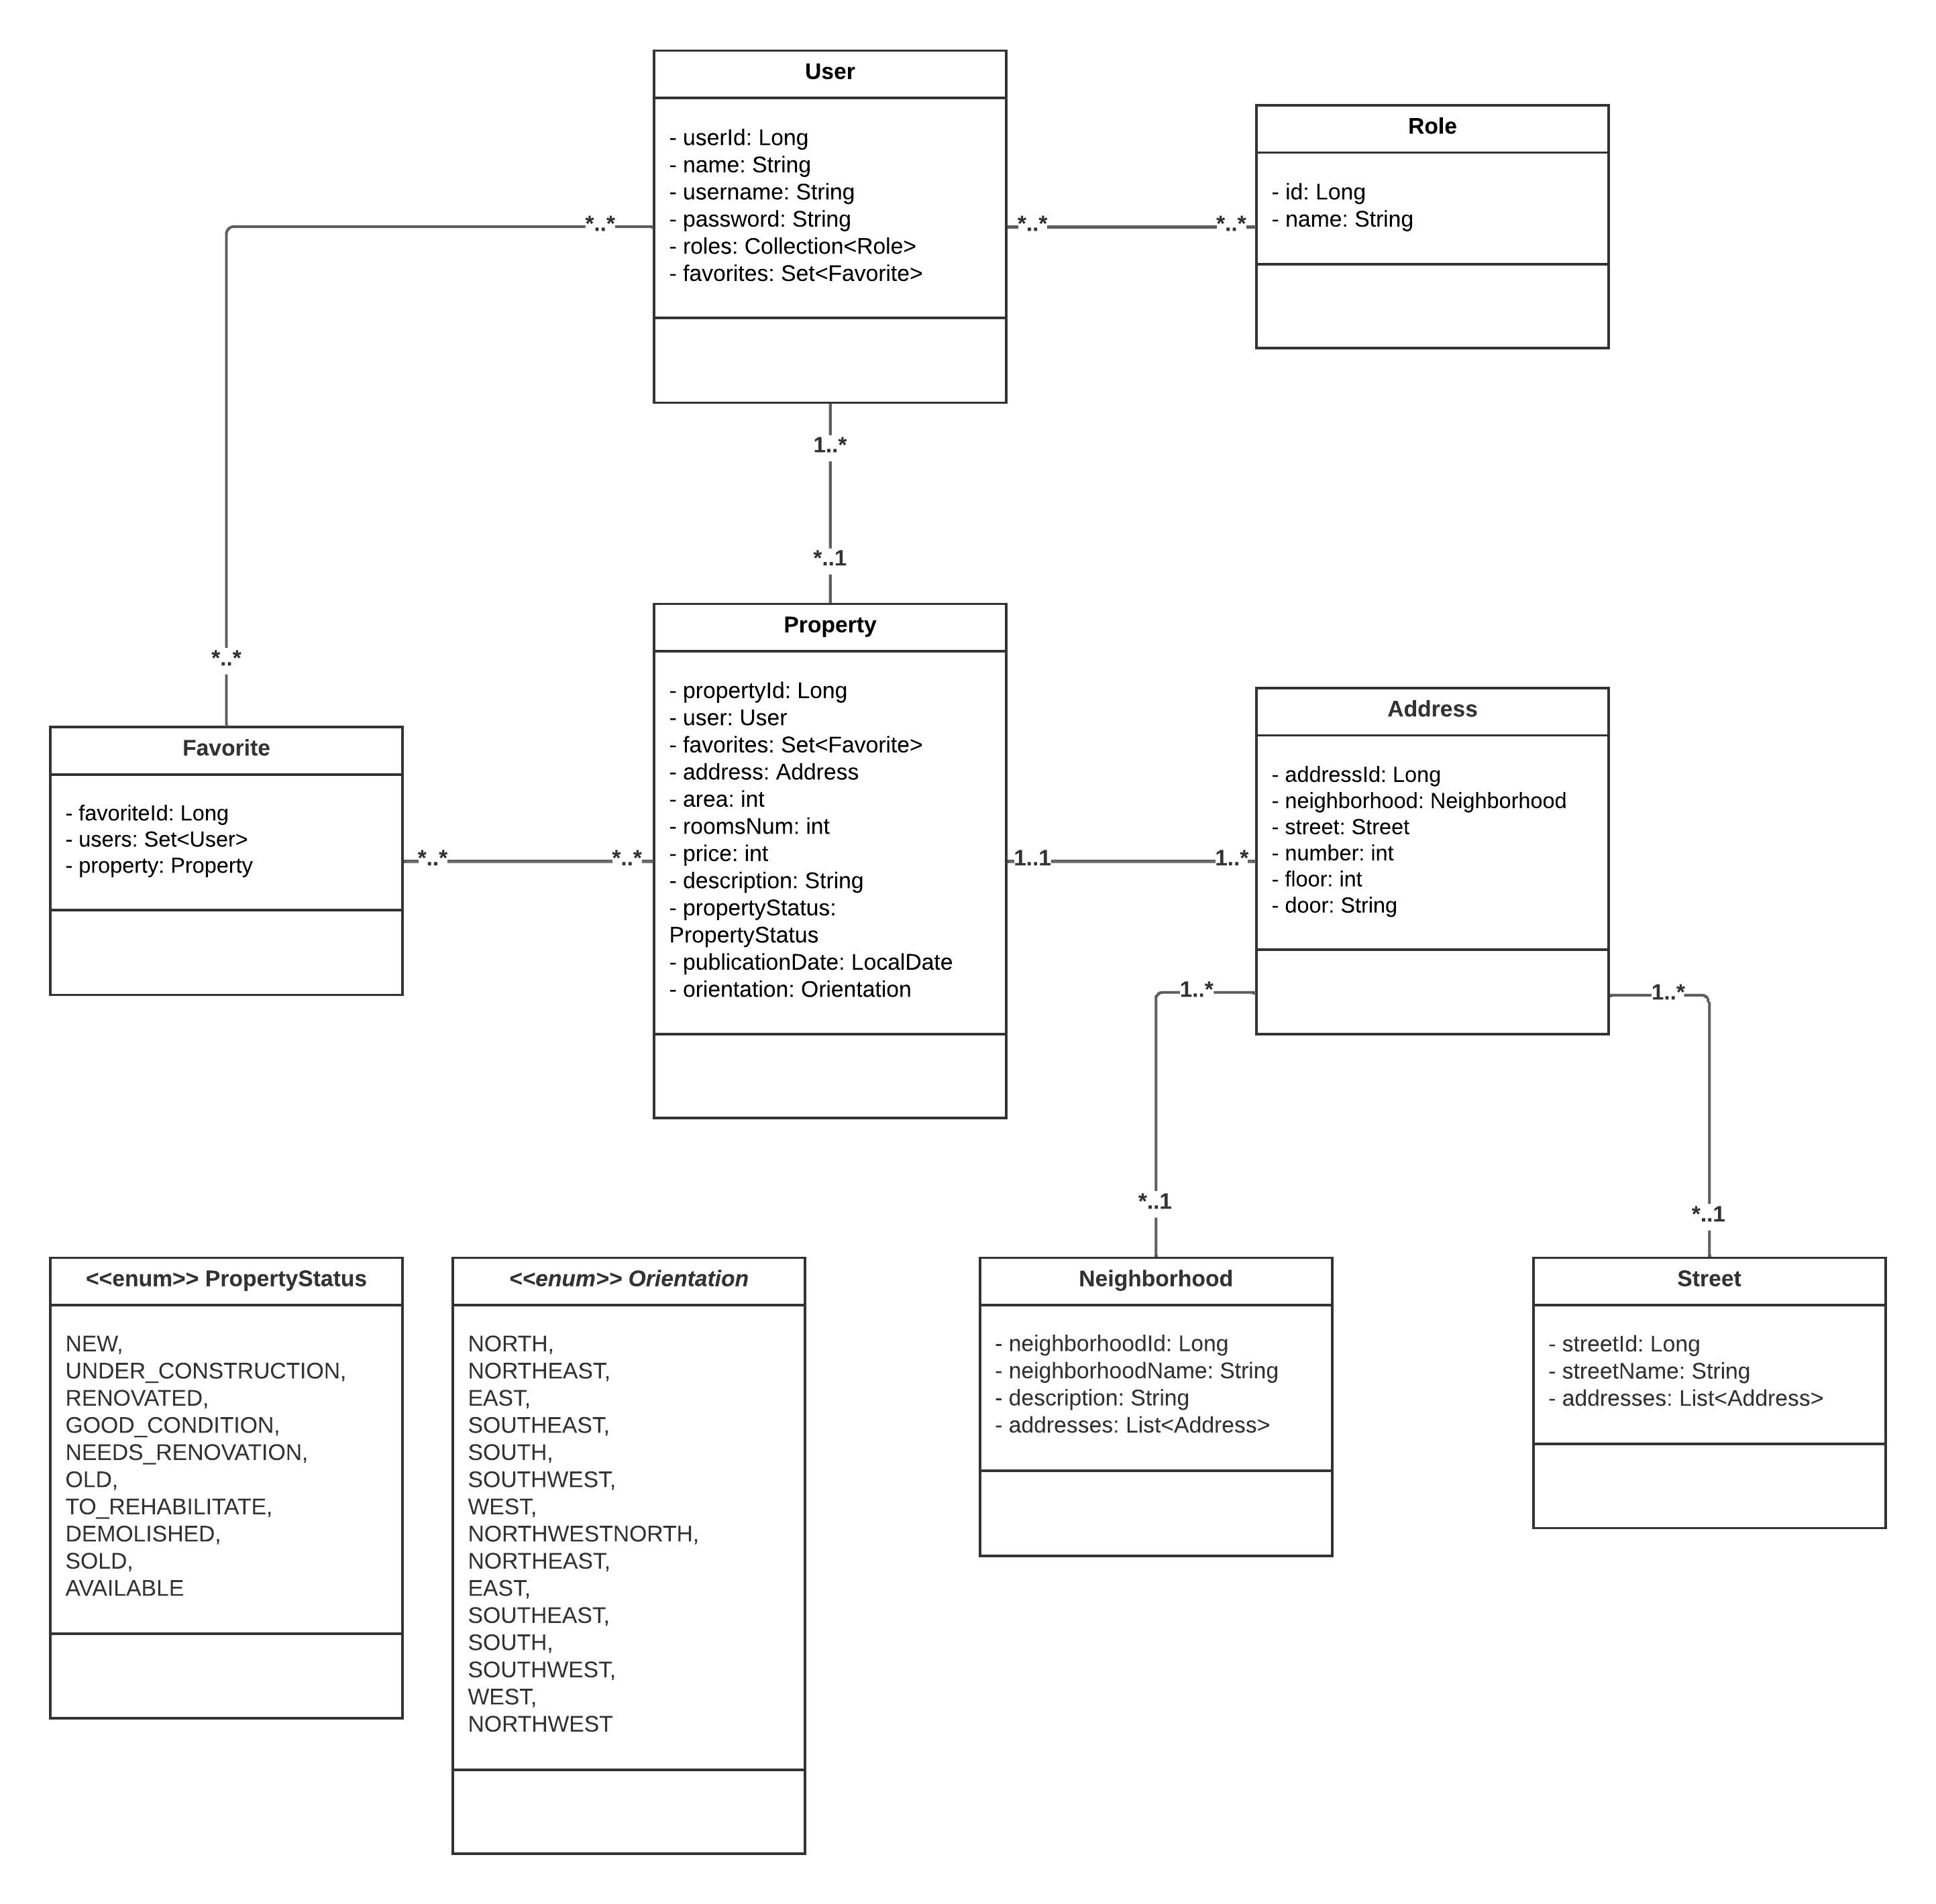 User
- userId: Long
- name: String
- username: String
- password: String
- roles: Collection<Role>
- favorites: Set<Favorite>
Role
- id: Long
- name: String
*..*
*..*
*..*
1..*
*..1
*..*
Favorite
- favoriteId: Long
- users: Set<User>
- property: Property
*..*
*..*
Property
- propertyId: Long
- user: User
- favorites: Set<Favorite>
- address: Address
- area: int
- roomsNum: int
- price: int
- description: String
- propertyStatus:
PropertyStatus
- publicationDate: LocalDate
- orientation: Orientation
1..1
1..*
Address
- addressId: Long
- neighborhood: Neighborhood
- street: Street
- number: int
- floor: int
- door: String
1..*
1..*
*..1
*..1
<<enum>> PropertyStatus
NEW,
UNDER_CONSTRUCTION,
RENOVATED,
GOOD_CONDITION,
NEEDS_RENOVATION,
OLD,
TO_REHABILITATE,
DEMOLISHED,
SOLD,
AVAILABLE
<<enum>> Orientation
NORTH,
NORTHEAST,
EAST,
SOUTHEAST,
SOUTH,
SOUTHWEST,
WEST,
NORTHWESTNORTH,
NORTHEAST,
EAST,
SOUTHEAST,
SOUTH,
SOUTHWEST,
WEST,
NORTHWEST
Neighborhood
- neighborhoodId: Long
- neighborhoodName: String
- description: String
- addresses: List<Address>
Street
- streetId: Long
- streetName: String
- addresses: List<Address>